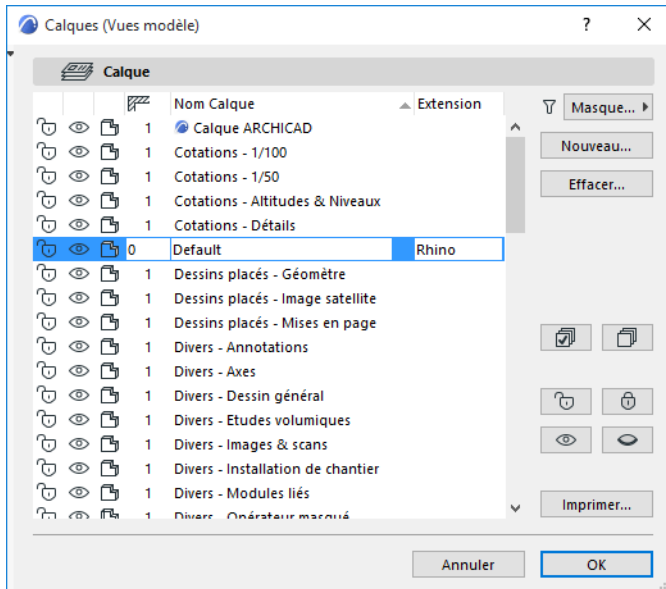 Calques (Vues modèle) ?
Calque
Nom Calque Extension Masque...
1 Calque ARCHICAD
1 Cotations - 1/100 Nouveau...
1 Cotations - 1/50 Effacer...
1 Cotations - Altitudes & Niveaux
1 Cotations - Détails
0 Default Rhino
1 Dessins placés - Géomètre
1 Dessins placés - Image satellite
1 Dessins placés - Mises en page
1 Divers - Annotations
1 Divers - Axes
1 Divers - Dessin général
1 Divers - Etudes volumiques
1 Divers - Images & scans
1 Divers - Installation de chantier
1 Divers - Modules liés
1 Divers - Opérateur masqué Imprimer...
Annuler OK